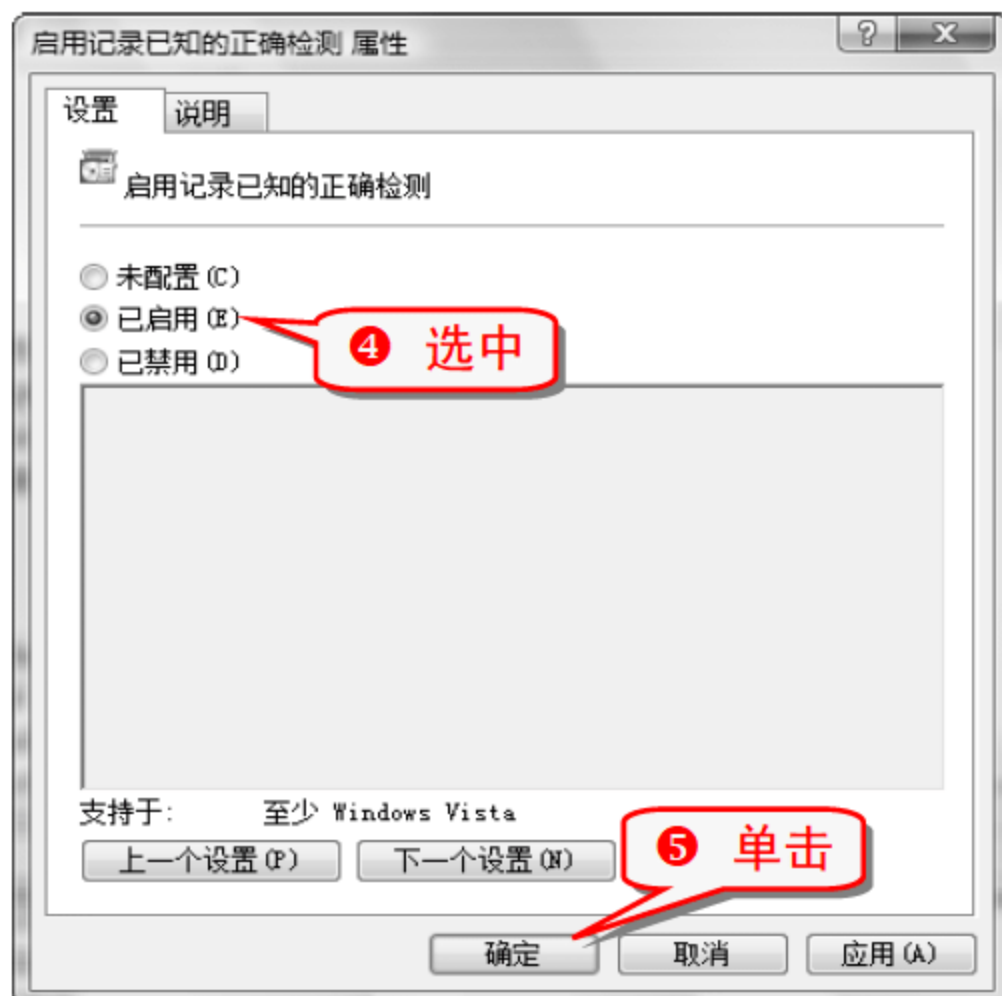 启用记录已知的正确检测 属性
设置 说明
启用记录已知的正确检测
未配置(C)
已启用(E)
❹ 选中
已禁用(D)
支持于: 至少 Windows Vista
上一个设置(P) 下一个设置(N)
❺ 单击
确定 取消 应用(A)